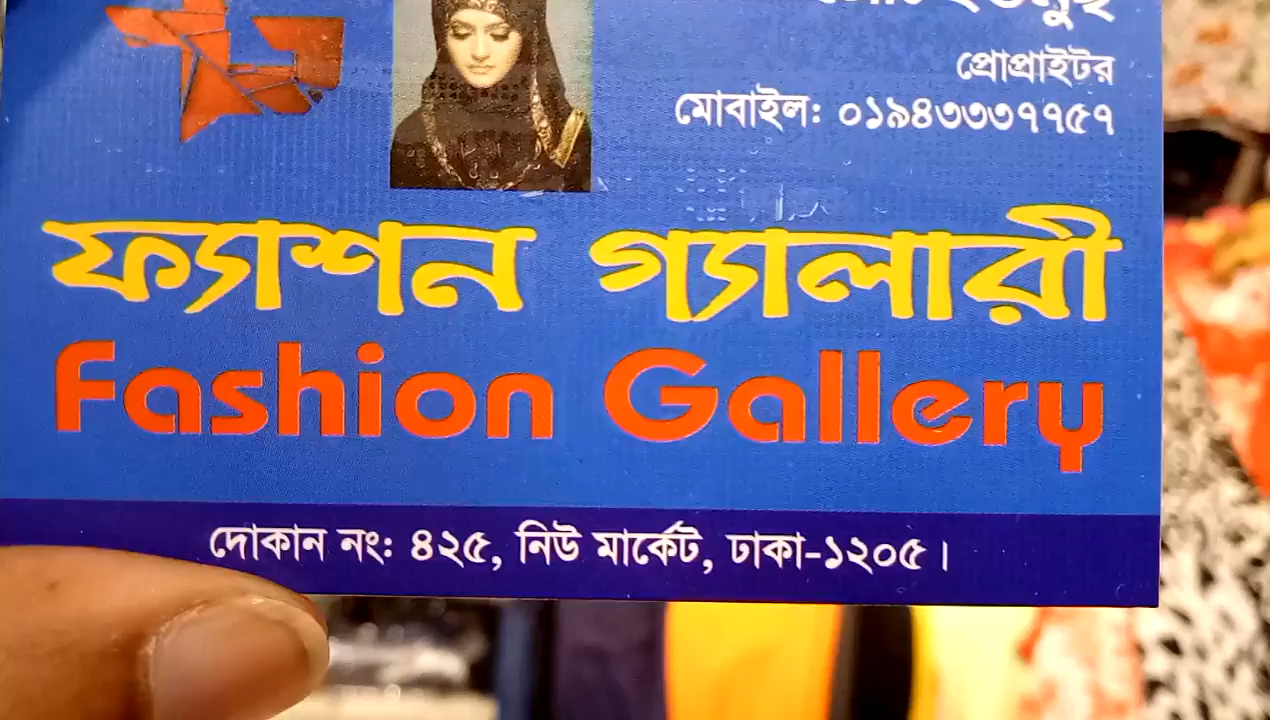 প্রোপ্রাইটর
মোবাইল: ০১৯৪৩৩৩৭৭৫৭
ফ্যাশন গ্যালারী
Fashion Gallery
দোকান নং: ৪২৫, নিউ মার্কেট, ঢাকা-১২০৫।